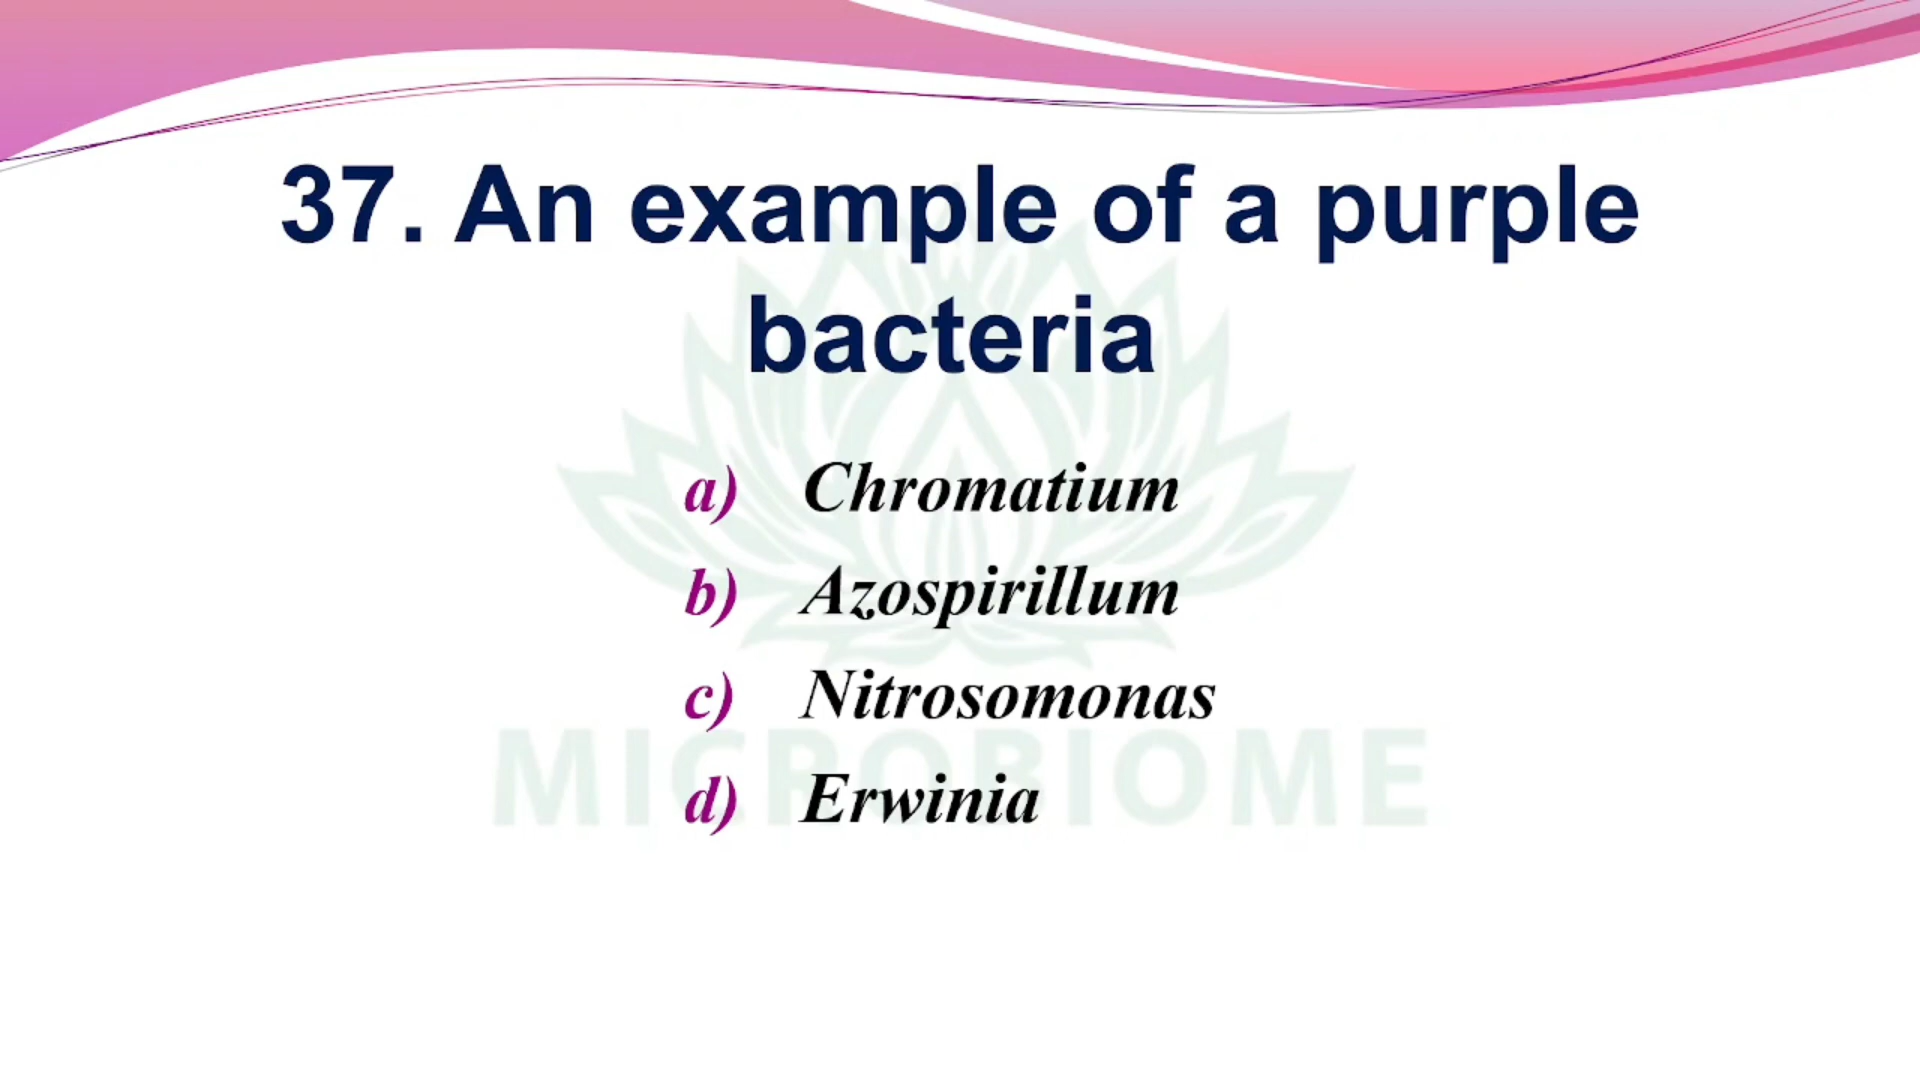 37. An example of a purple
bacteria
a) Chromatium
b) Azospirillum
c) Nitrosomonas
d) Erwinia
MICROBIOME